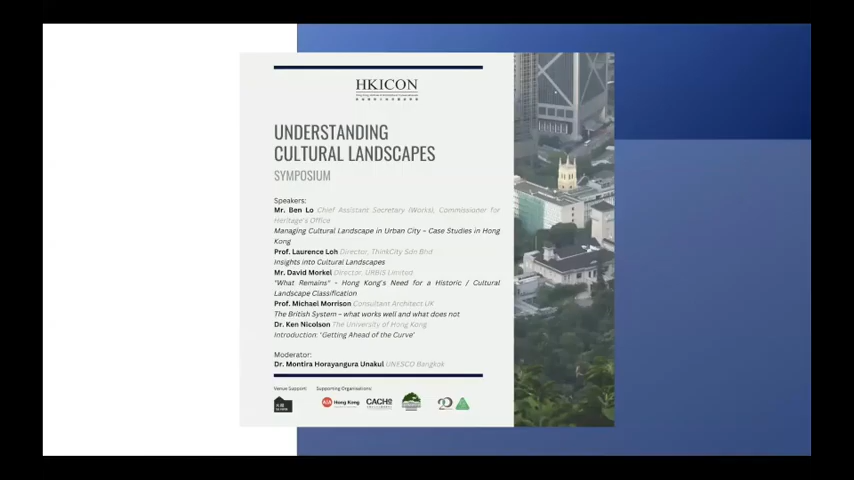 HKICON
UNDERSTANDING
CULTURAL LANDSCAPES
SYMPOSIUM
Speakers:
Mr. Ben Lo Chief Assistant Secretary (Works), Commissioner for
Heritage's Office
Managing Cultural Landscape in Urban City – Case Studies in Hong
Kong
Prof. Laurence Loh Director, ThinkCity Sdn Bhd
Insights into Cultural Landscapes
Mr. David Morkel Director, URBIS Limited
"What Remains" – Hong Kong's Need for a Historic / Cultural
Landscape Classification
Prof. Michael Morrison Consultant Architect UK
The British System – what works well and what does not
Dr. Ken Nicolson The University of Hong Kong
Introduction: "Getting Ahead of the Curve"
Moderator:
Dr. Montira Horayangura Unakul UNESCO Bangkok
Venue Support: Supporting Organisations:
AIA Hong Kong CACHe 20